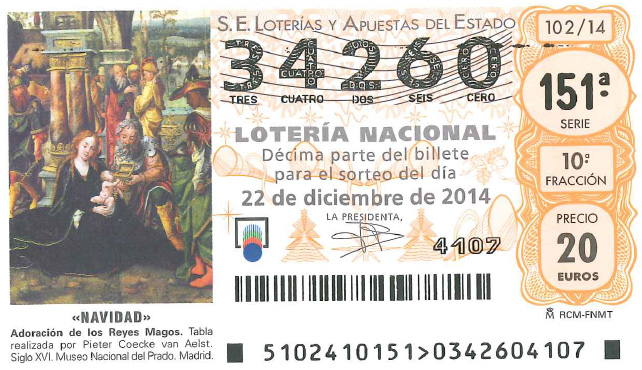 S.E. LOTERÍAS Y APUESTAS DEL ESTADO
34260
TRES CUATRO DOS SEIS CERO
LOTERÍA NACIONAL
Décima parte del billete
para el sorteo del día
22 de diciembre de 2014
LA PRESIDENTA,
4107
102/14
151ª
SERIE
10ª
FRACCIÓN
PRECIO
20
EUROS
RCM-FNMT
«NAVIDAD»
Adoración de los Reyes Magos. Tabla
realizada por Pieter Coecke van Aelst.
Siglo XVI. Museo Nacional del Prado. Madrid.
5102410151>0342604107